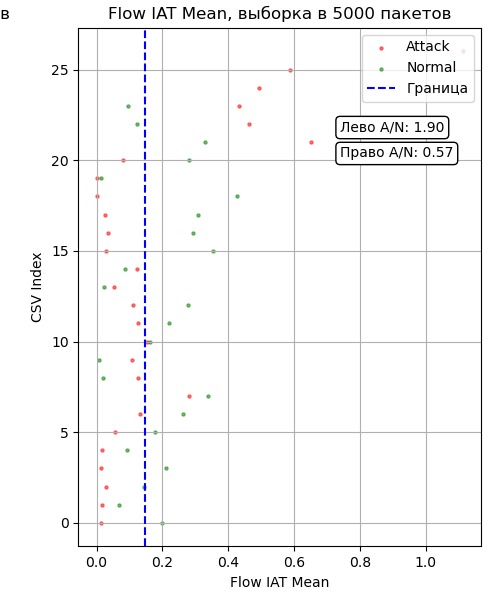 в
Flow IAT Mean, выборка в 5000 пакетов
Attack
Normal
Граница
Лево A/N: 1.90
Право A/N: 0.57
25
20
15
10
5
0
CSV Index
0.0 0.2 0.4 0.6 0.8 1.0
Flow IAT Mean